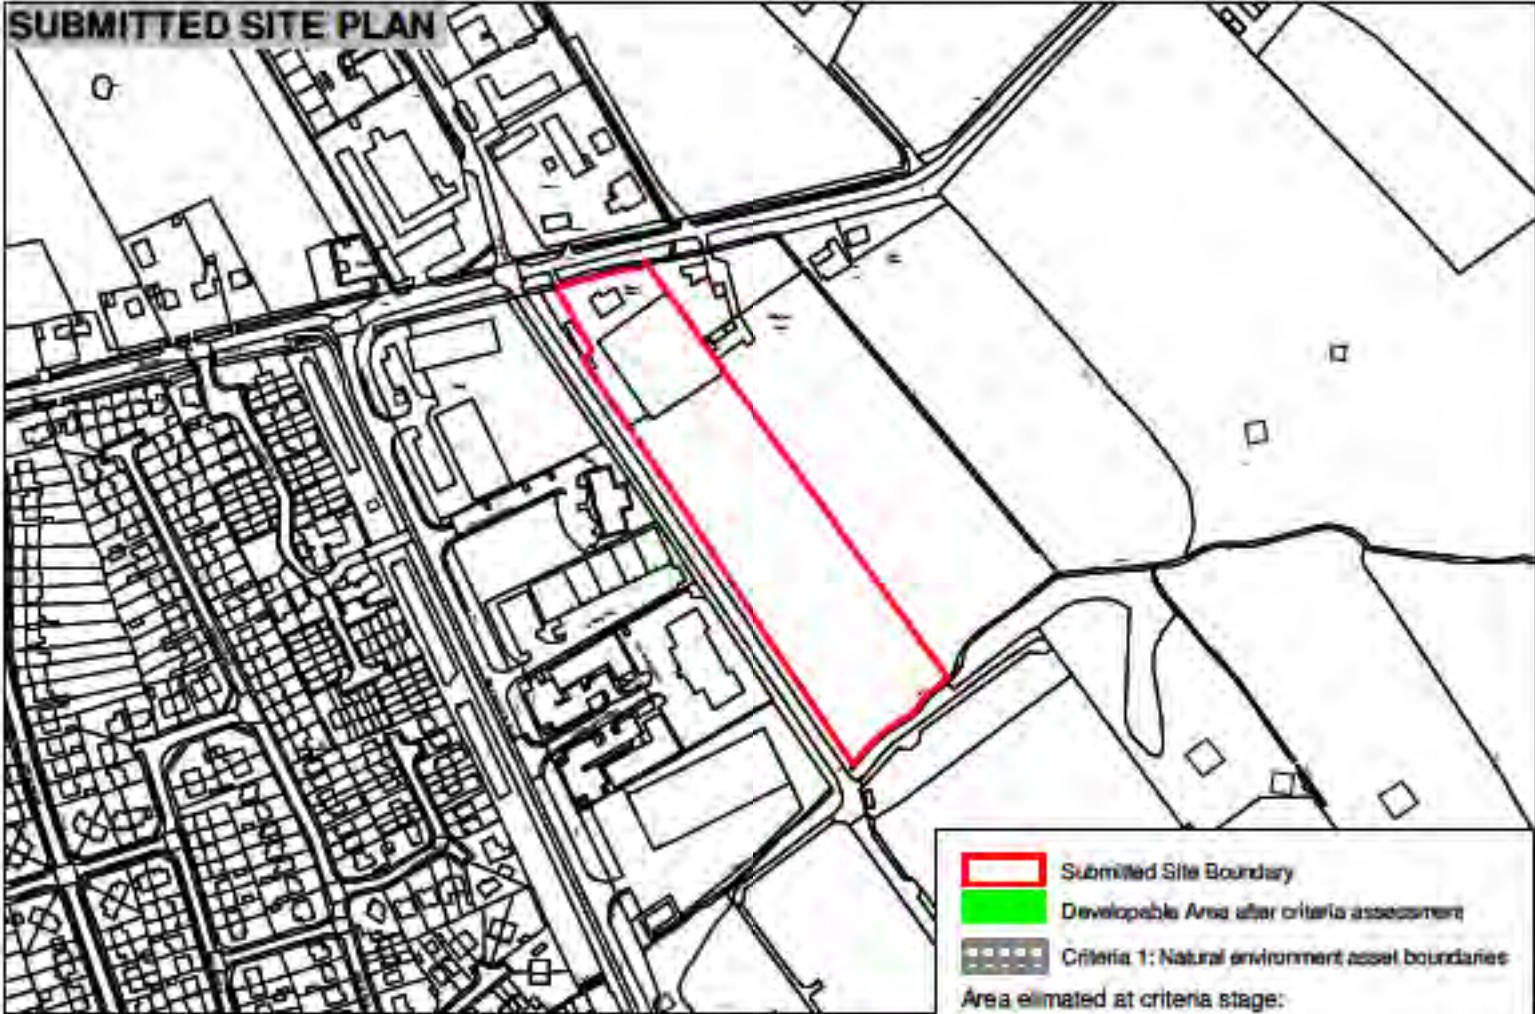 SUBMITTED SITE PLAN
Submitted Site Boundary
Developable Area after criteria assessment
Criteria 1: Natural environment asset boundaries
Area elimated at criteria stage: